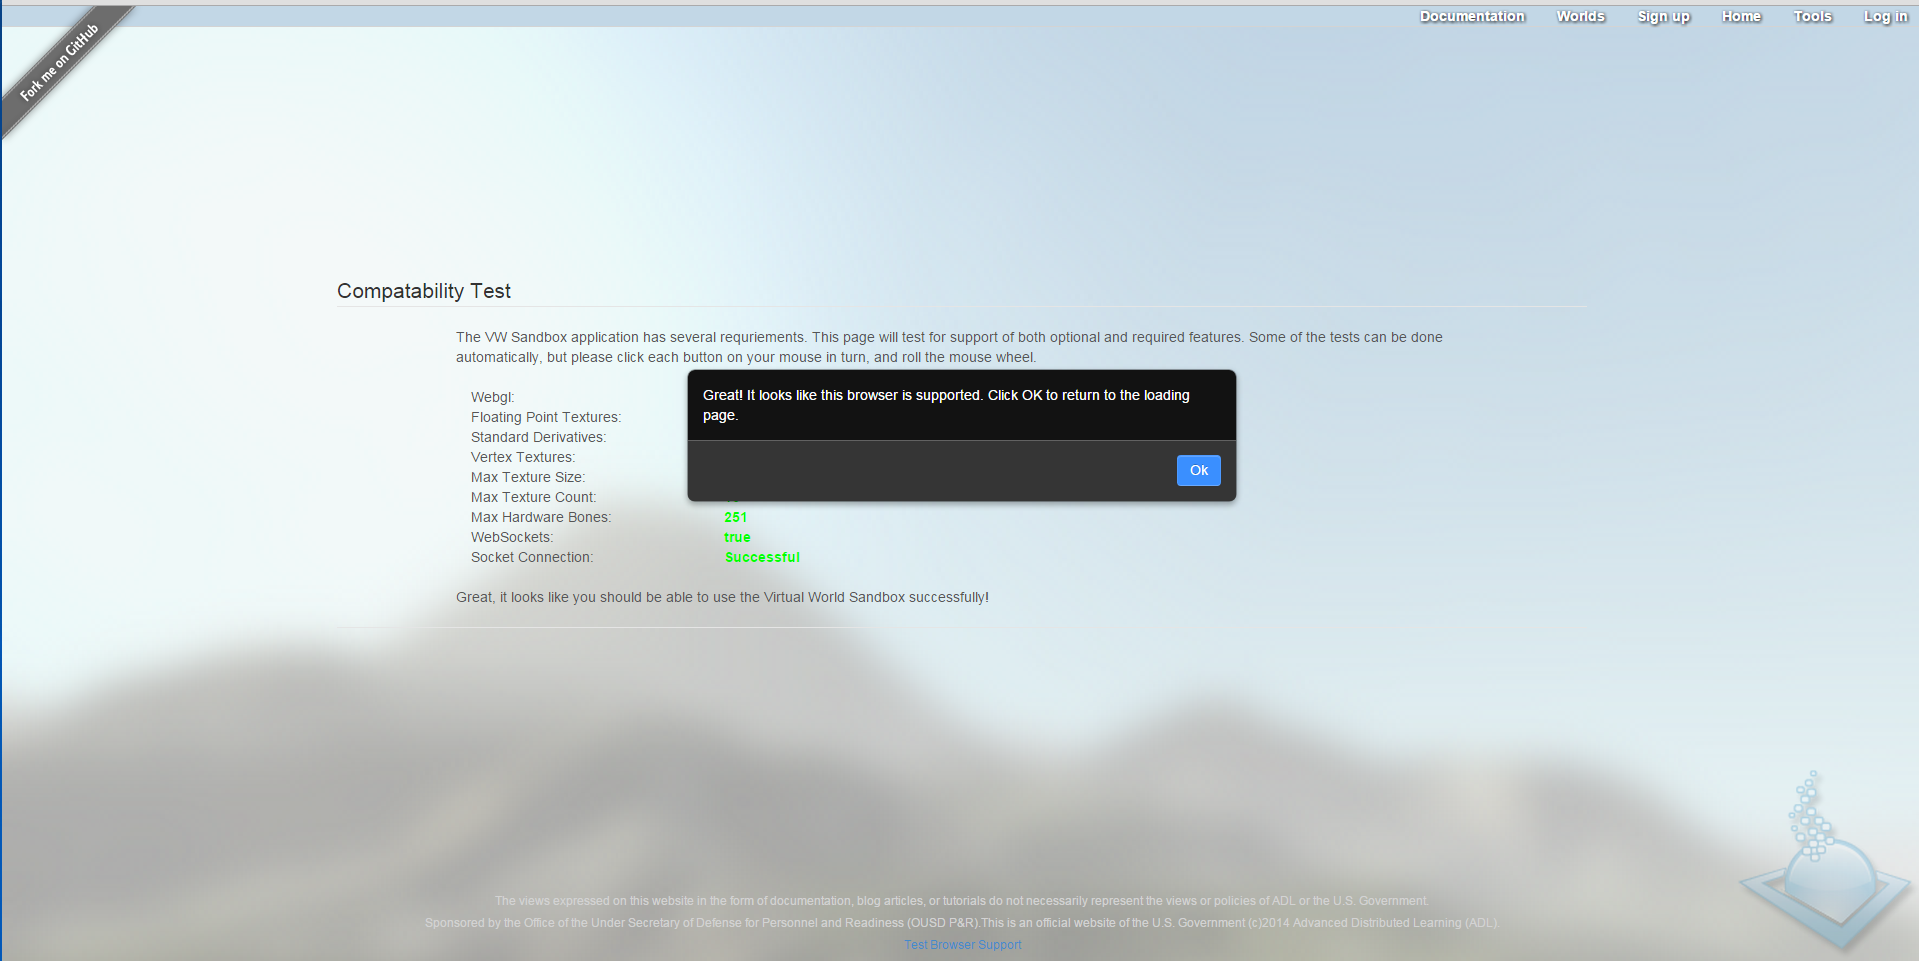 Fork me on GitHub
Documentation Worlds Sign up Home Tools Log in
Compatability Test
The VW Sandbox application has several requriements. This page will test for support of both optional and required features. Some of the tests can be done
automatically, but please click each button on your mouse in turn, and roll the mouse wheel.
Great! It looks like this browser is supported. Click OK to return to the loading
page.
Ok
Webgl:
Floating Point Textures:
Standard Derivatives:
Vertex Textures:
Max Texture Size:
Max Texture Count:
Max Hardware Bones: 251
WebSockets: true
Socket Connection: Successful
Great, it looks like you should be able to use the Virtual World Sandbox successfully!
The views expressed on this website in the form of documentation, blog articles, or tutorials do not necessarily represent the views or policies of ADL or the U.S. Government.
Sponsored by the Office of the Under Secretary of Defense for Personnel and Readiness (OUSD P&R).This is an official website of the U.S. Government (c)2014 Advanced Distributed Learning (ADL).
Test Browser Support